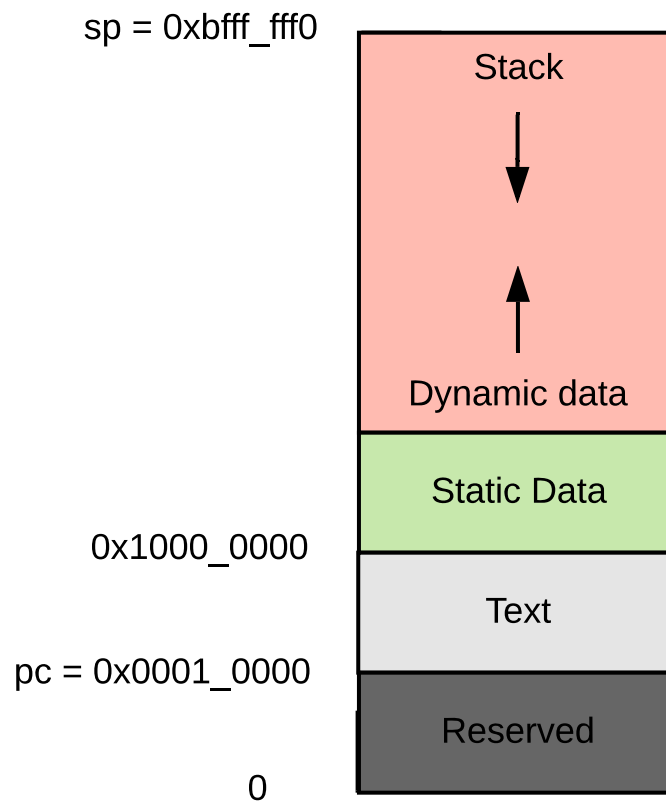 sp = 0xbfff_fff0
Stack
Dynamic data
Static Data
0x1000_0000
Text
pc = 0x0001_0000
Reserved
0